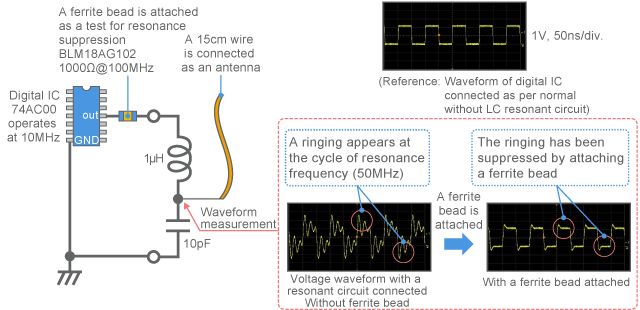 A ferrite bead is attached
as a test for resonance
suppression
BLM18AG102
1000Ω@100MHz
A 15cm wire
is connected
as an antenna
Digital IC
74AC00
operates
at 10MHz
out
GND
1μH
10pF
Waveform
measurement
1V, 50ns/div.
(Reference: Waveform of digital IC
connected as per normal
without LC resonant circuit)
A ringing appears at
the cycle of resonance
frequency (50MHz)
The ringing has been
suppressed by attaching
a ferrite bead
A ferrite
bead is
attached
Voltage waveform with a
resonant circuit connected
Without ferrite bead
With a ferrite bead attached